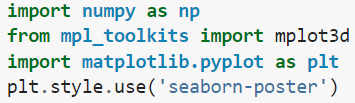 import numpy as np
from mpl_toolkits import mplot3d
import matplotlib.pyplot as plt
plt.style.use('seaborn-poster')